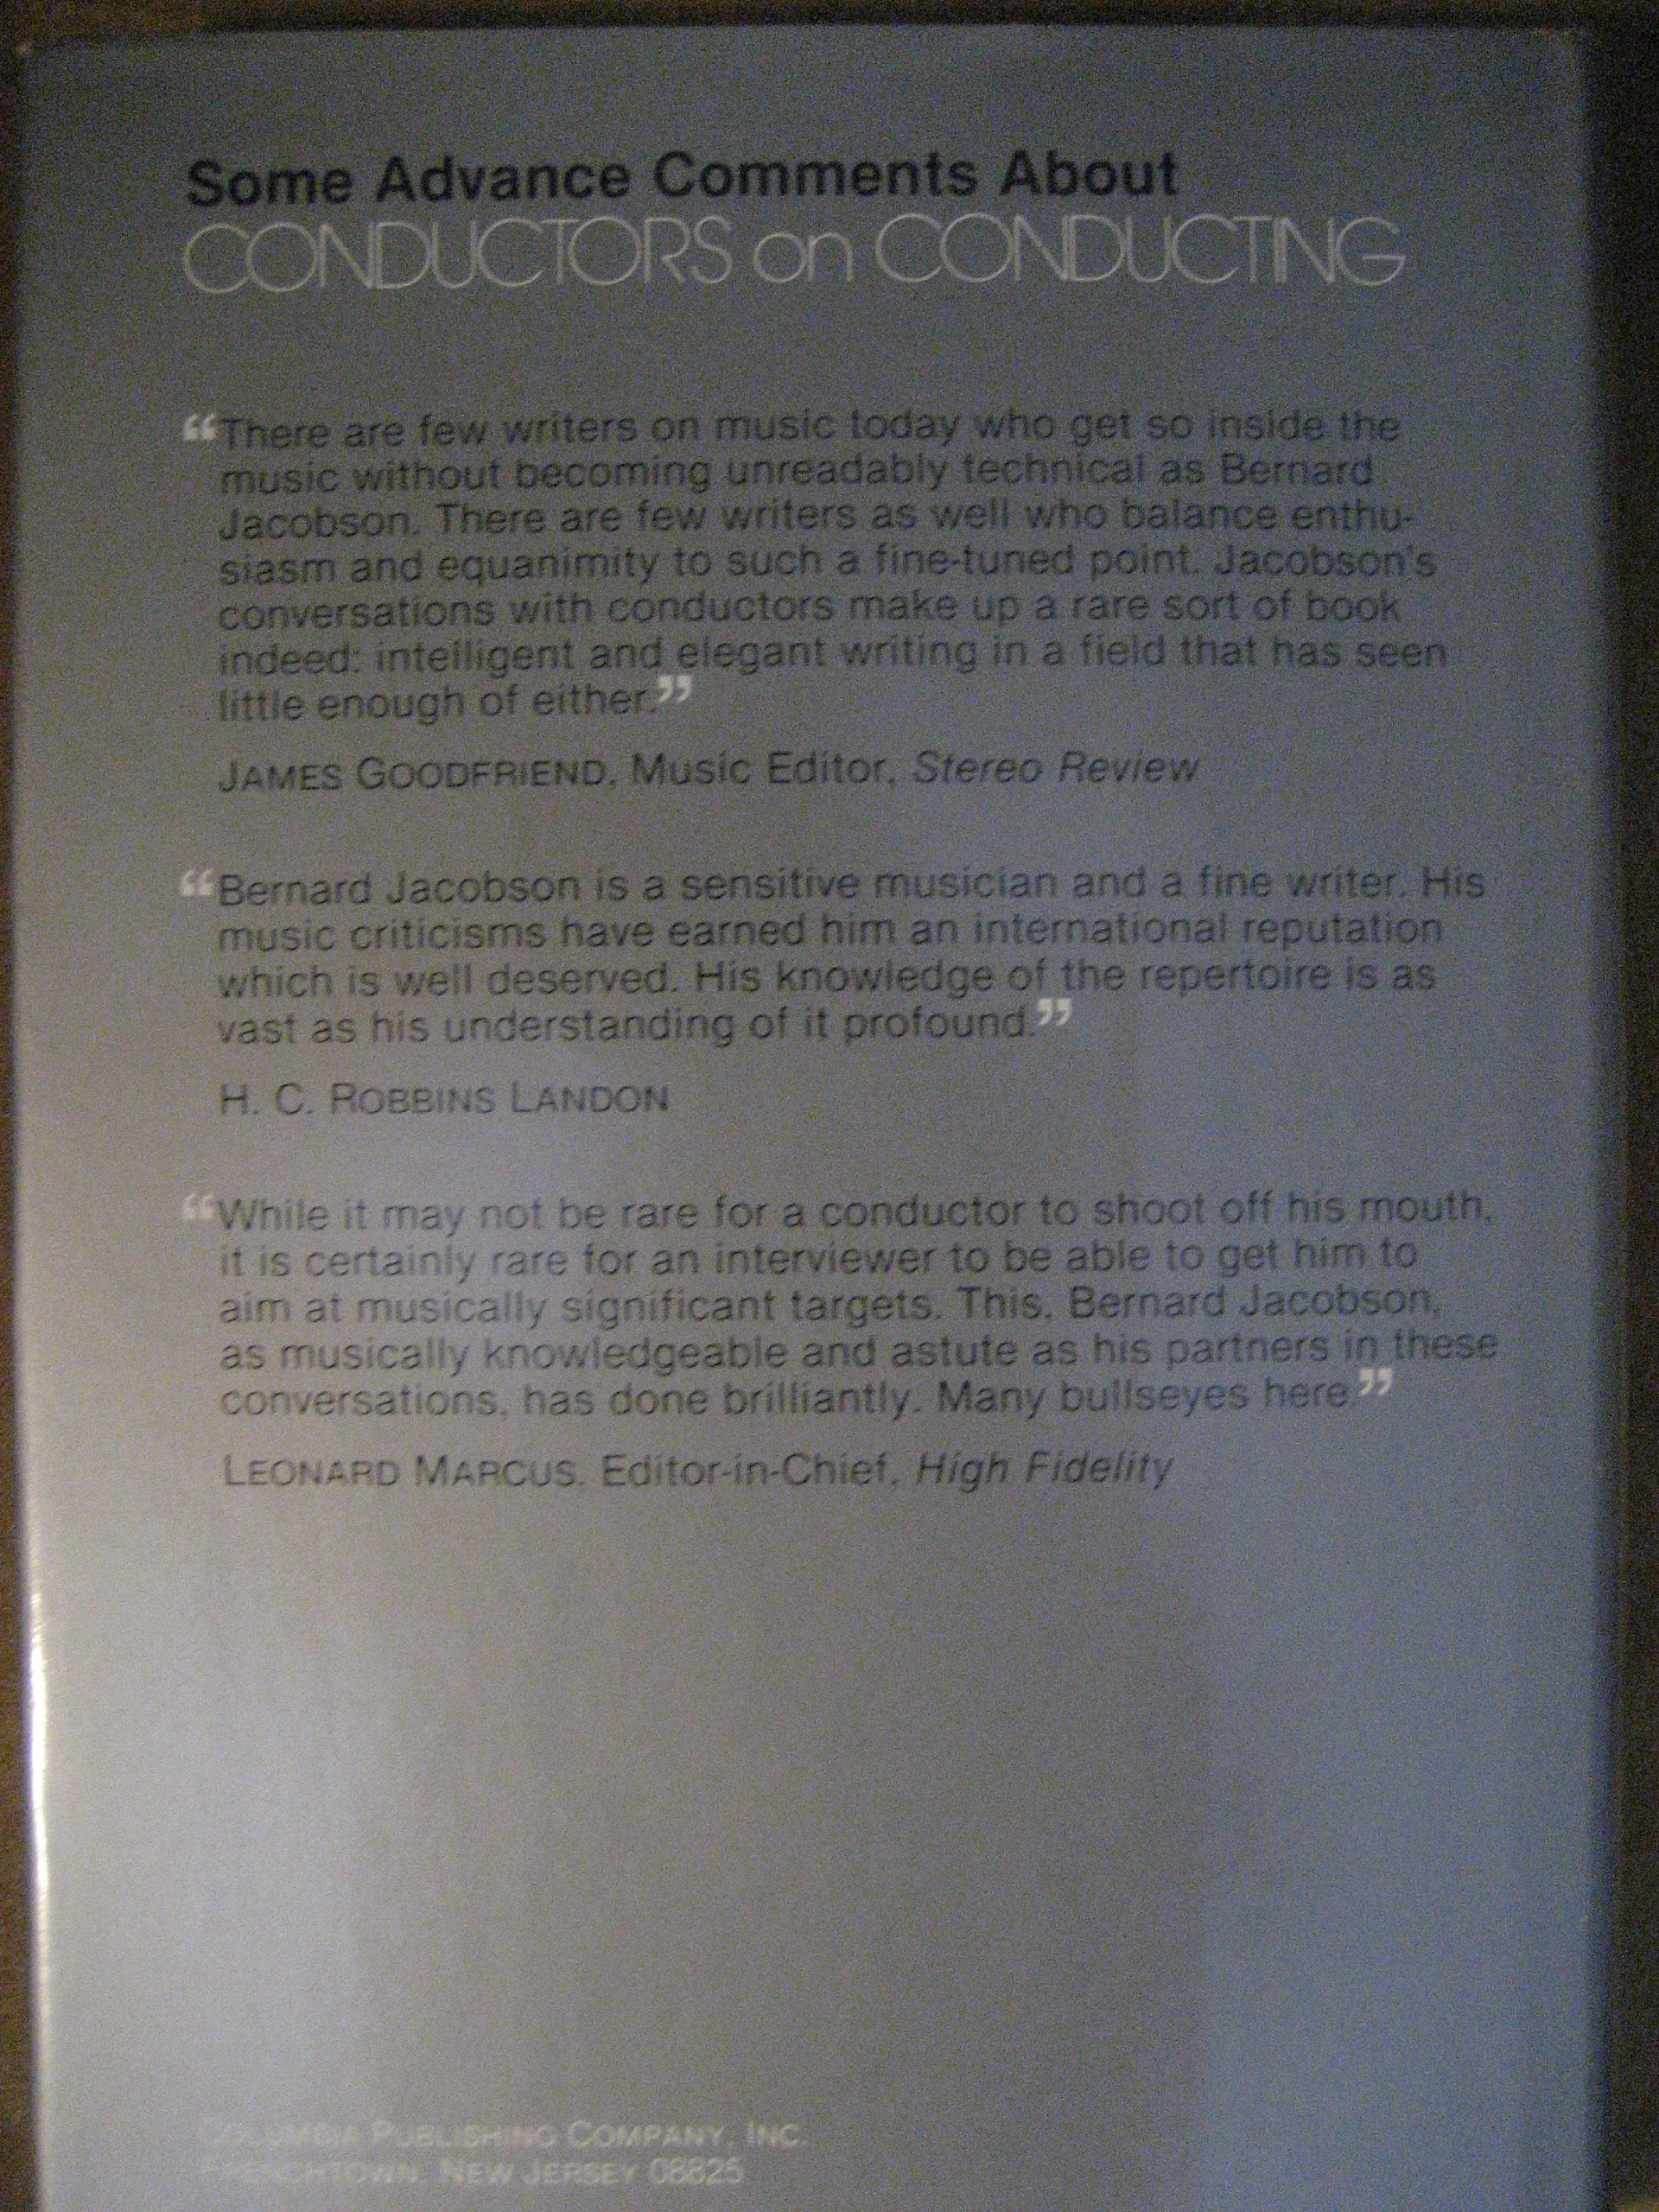 Some Advance Comments About
CONDUCTORS on CONDUCTING
“There are few writers on music today who get so inside the
music without becoming unreadably technical as Bernard
Jacobson. There are few writers as well who balance enthu-
siasm and equanimity to such a fine-tuned point. Jacobson's
conversations with conductors make up a rare sort of book
indeed: intelligent and elegant writing in a field that has seen
little enough of either.”
JAMES GOODFRIEND, Music Editor, Stereo Review
“Bernard Jacobson is a sensitive musician and a fine writer. His
music criticisms have earned him an international reputation
which is well deserved. His knowledge of the repertoire is as
vast as his understanding of it profound.”
H. C. ROBBINS LANDON
“While it may not be rare for a conductor to shoot off his mouth,
it is certainly rare for an interviewer to be able to get him to
aim at musically significant targets. This, Bernard Jacobson,
as musically knowledgeable and astute as his partners in these
conversations, has done brilliantly. Many bullseyes here.”
LEONARD MARCUS, Editor-in-Chief, High Fidelity
COLUMBIA PUBLISHING COMPANY, INC.
FRENCHTOWN, NEW JERSEY 08825